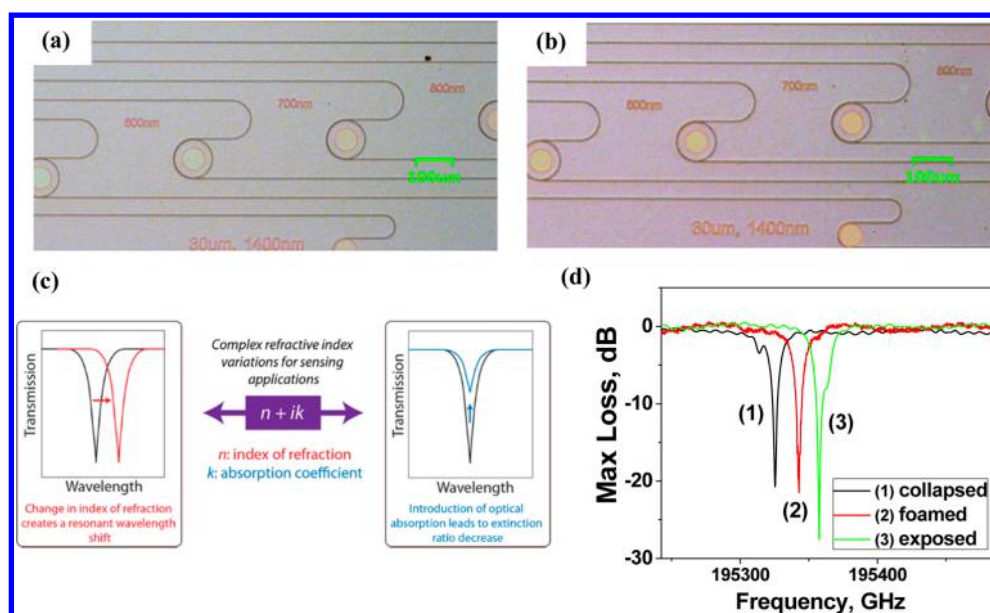 (a)
800nm
700nm
600nm
100um
80um, 1400nm
(b)
800nm
700nm
600nm
100um
80um, 1400nm
(c)
Transmission
Wavelength
Change in index of refraction
creates a resonant wavelength
shift
Complex refractive index
variations for sensing
applications
n + ik
n: index of refraction
k: absorption coefficient
Transmission
Wavelength
Introduction of optical
absorption leads to extinction
ratio decrease
(d)
Max Loss, dB
0
-10
-20
-30
(1)
(2)
(3)
(1) collapsed
(2) foamed
(3) exposed
195300
195400
Frequency, GHz